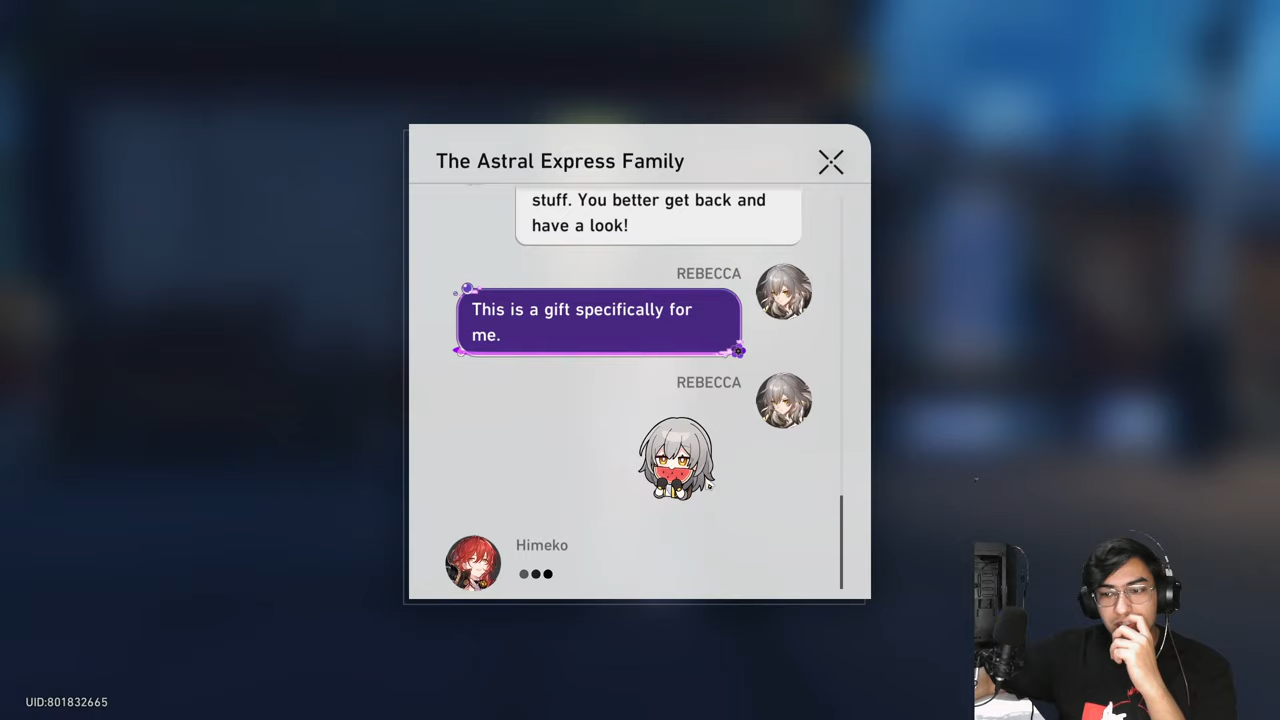 The Astral Express Family
stuff. You better get back and
have a look!
REBECCA
This is a gift specifically for
me.
REBECCA
Himeko
UID:801832665